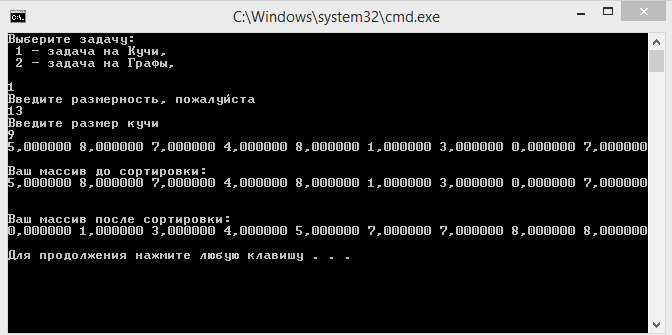 C:\Windows\system32\cmd.exe
Выберите задачу:
1 - задача на Кучи,
2 - задача на Графы,
1
Введите размерность, пожалуйста
13
Введите размер кучи
9
5,000000 8,000000 7,000000 4,000000 8,000000 1,000000 3,000000 0,000000 7,000000
Ваш массив до сортировки:
5,000000 8,000000 7,000000 4,000000 8,000000 1,000000 3,000000 0,000000 7,000000
Ваш массив после сортировки:
0,000000 1,000000 3,000000 4,000000 5,000000 7,000000 7,000000 8,000000 8,000000
Для продолжения нажмите любую клавишу . . .